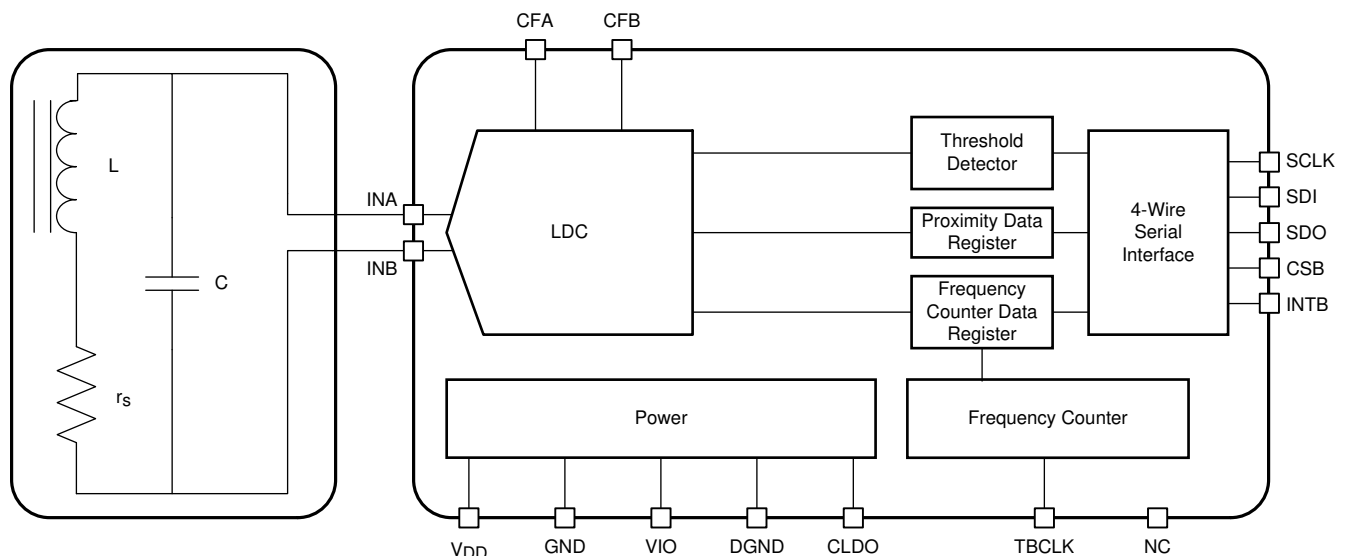 CFA CFB
L
C
rS
INA
INB
LDC
Threshold
Detector
Proximity Data
Register
Frequency
Counter Data
Register
4-Wire
Serial
Interface
SCLK
SDI
SDO
CSB
INTB
Power
Frequency Counter
VDD GND VIO DGND CLDO TBCLK NC